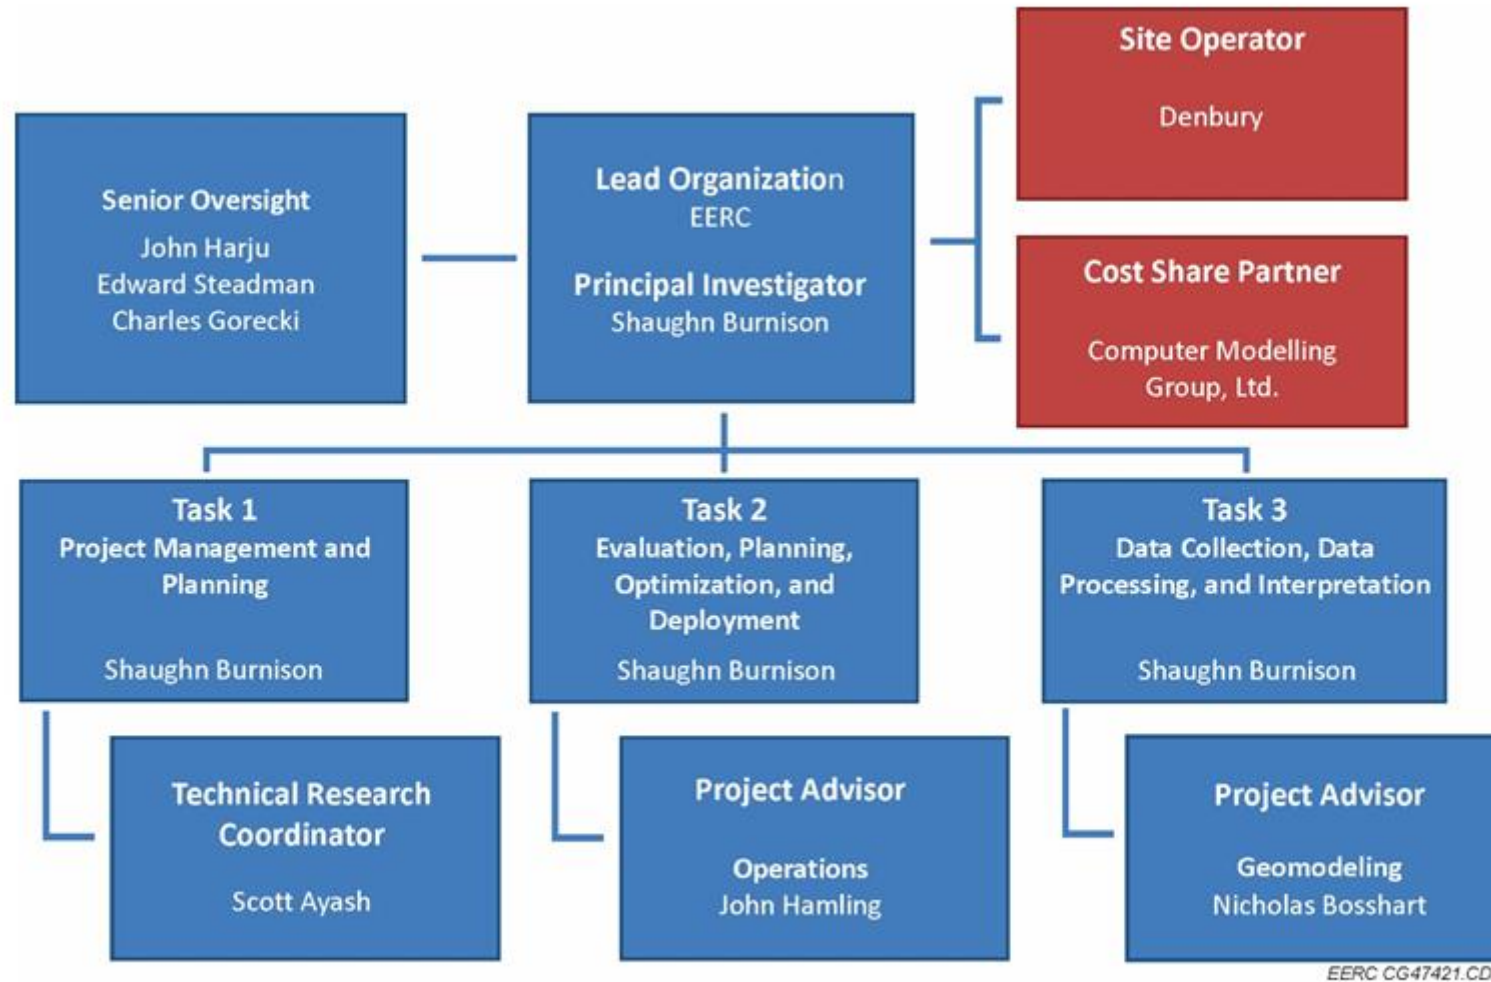 Site Operator
Denbury
Senior Oversight
John Harju
Edward Steadman
Charles Gorecki
Lead Organization
EERC
Principal Investigator
Shaughn Burnison
Cost Share Partner
Computer Modelling
Group, Ltd.
Task 1
Project Management and
Planning
Shaughn Burnison
Task 2
Evaluation, Planning,
Optimization, and
Deployment
Shaughn Burnison
Task 3
Data Collection, Data
Processing, and Interpretation
Shaughn Burnison
Technical Research
Coordinator
Scott Ayash
Project Advisor
Operations
John Hamling
Project Advisor
Geomodeling
Nicholas Bosshart
EERC CG47421.CD